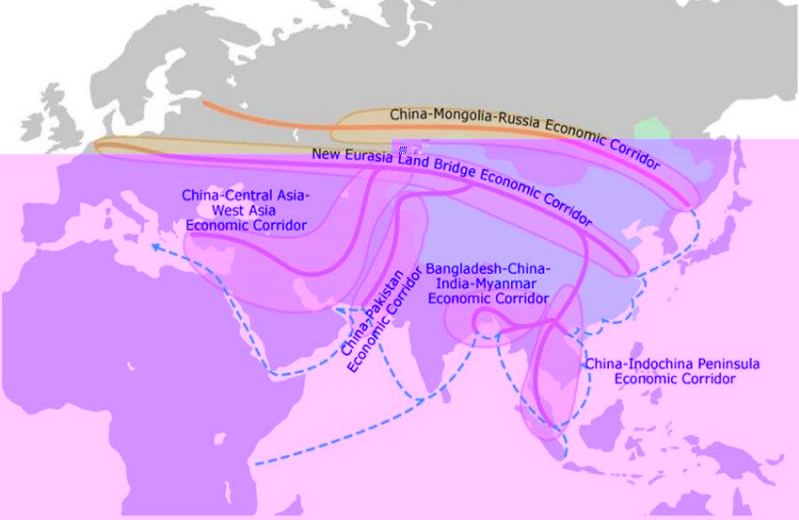 China-Mongolia-Russia Economic Corridor
New Eurasia Land Bridge Economic Corridor
China-Central Asia-
West Asia
Economic Corridor
China-Pakistan
Economic Corridor
Bangladesh-China-
India-Myanmar
Economic Corridor
China-Indochina Peninsula
Economic Corridor